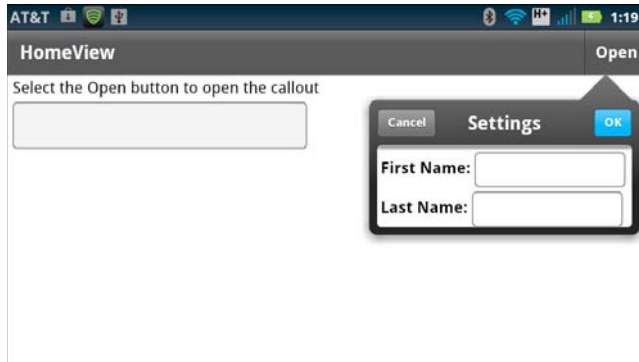 AT&T H+ 1:19
HomeView Open
Select the Open button to open the callout
Cancel Settings OK
First Name:
Last Name: